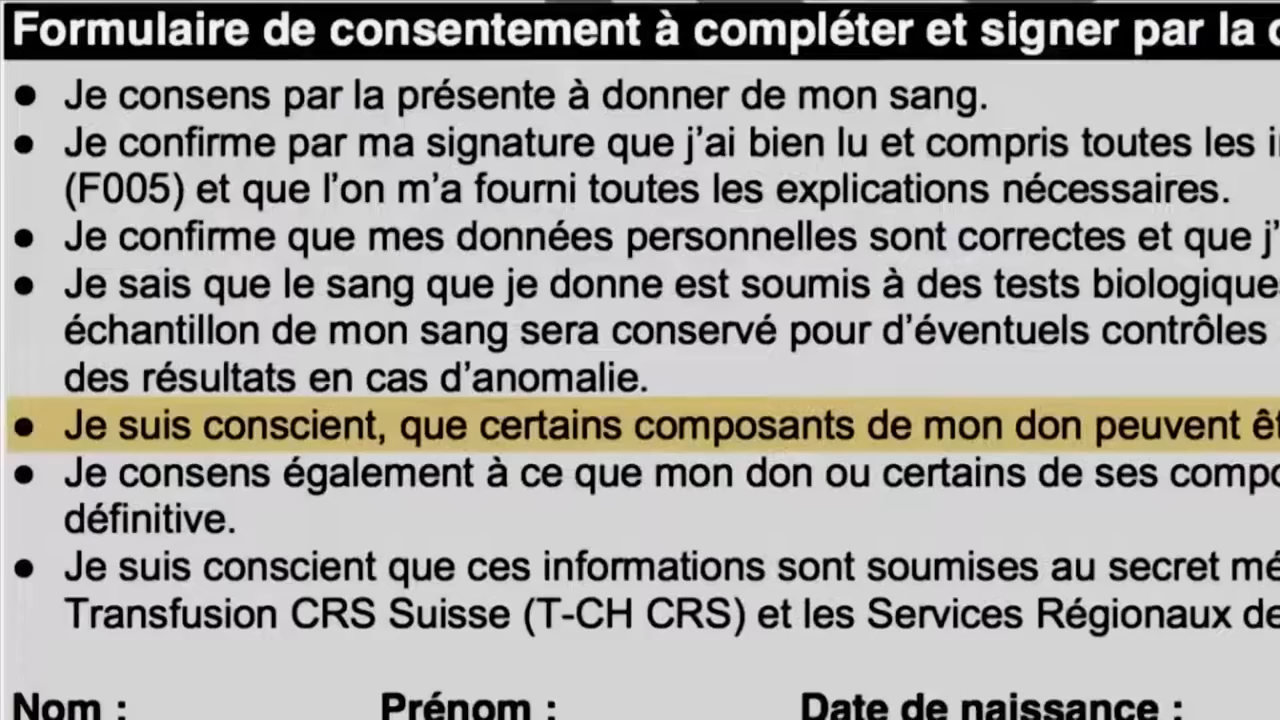 Formulaire de consentement à compléter et signer par la
● Je consens par la présente à donner de mon sang.
● Je confirme par ma signature que j'ai bien lu et compris toutes les
(F005) et que l'on m'a fourni toutes les explications nécessaires.
● Je confirme que mes données personnelles sont correctes et que j'
● Je sais que le sang que je donne est soumis à des tests
échantillon de mon sang sera conservé pour d'éventuels contrôles
des résultats en cas d'anomalie.
● Je suis conscient, que certains composants de mon don peuvent
● Je consens également à ce que mon don ou certains de ses
définitive.
● Je suis conscient que ces informations sont soumises au secret
Transfusion CRS Suisse (T-CH CRS) et les Services Régionaux
Nom : Prénom : Date de naissance :